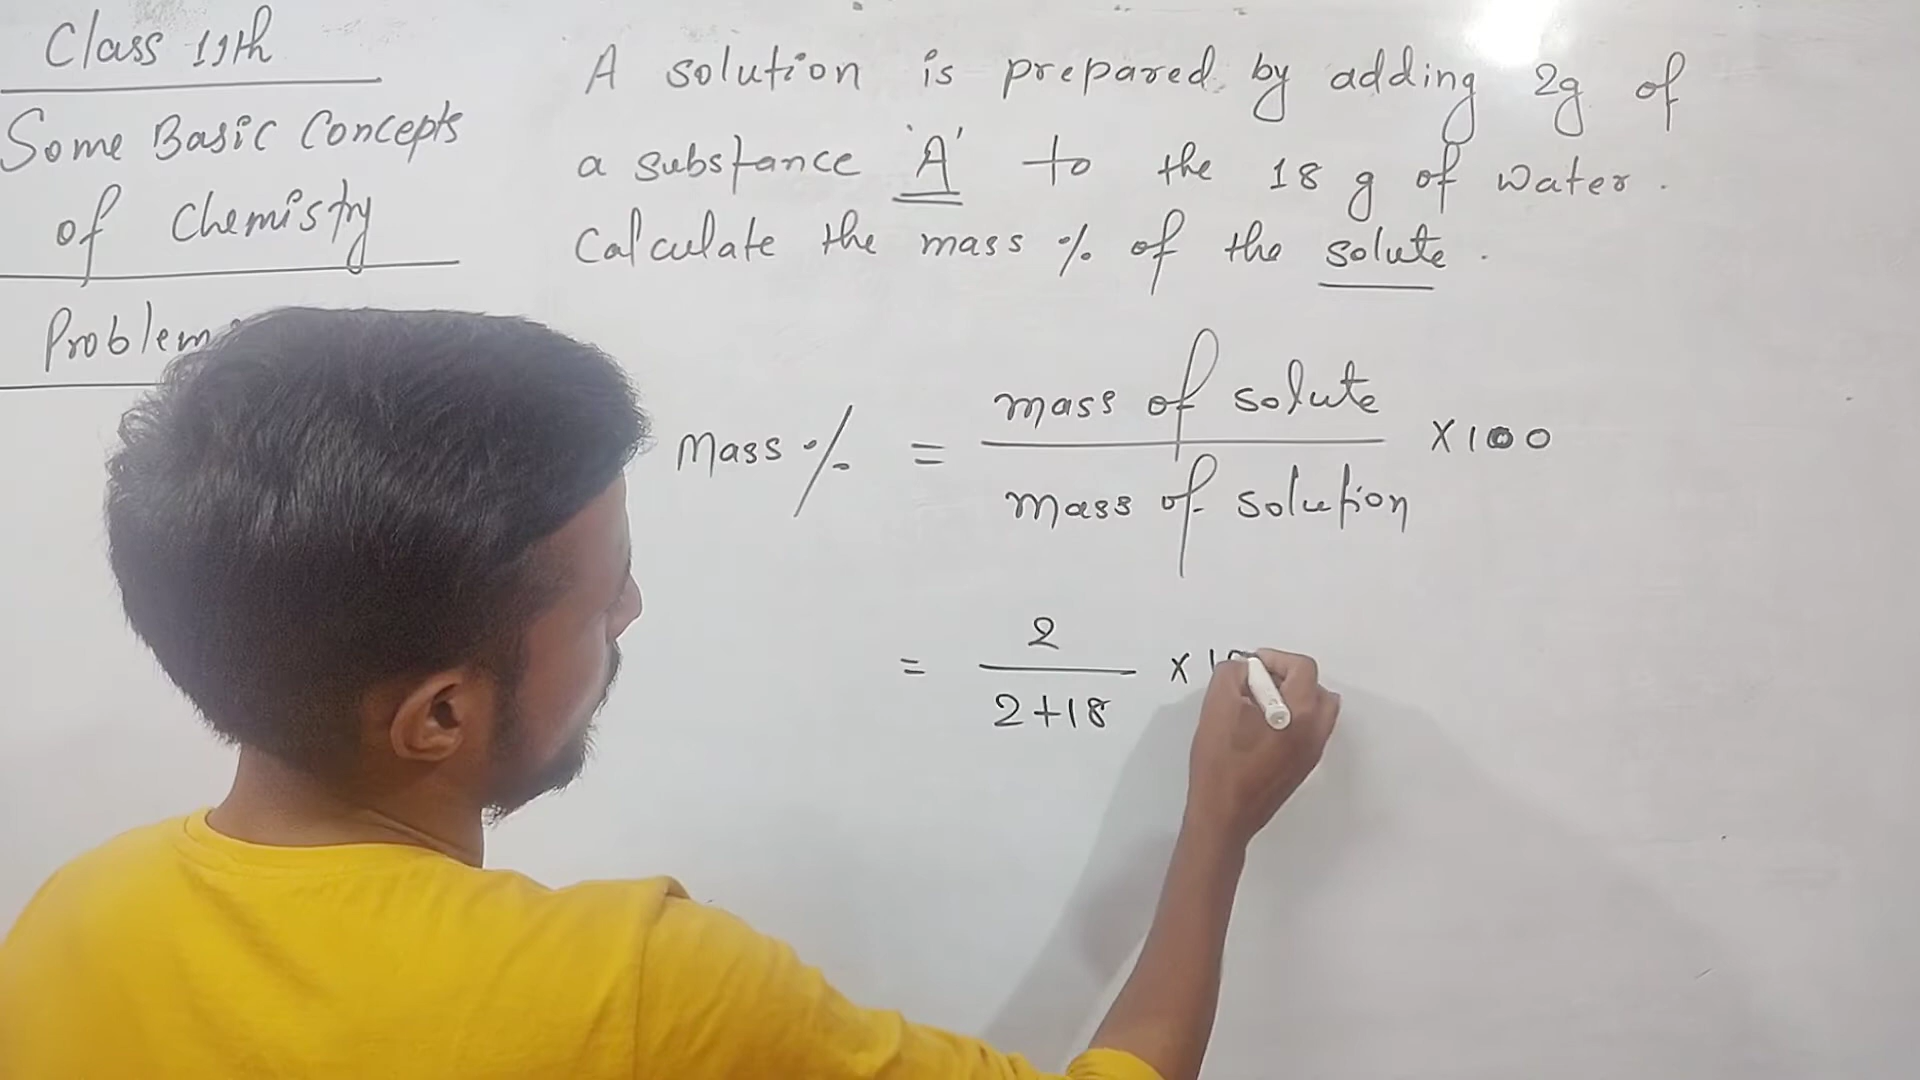 Class 11th
Some Basic Concepts
of Chemistry
Problem
A solution is prepared by adding 2g of
a substance 'A' to the 18 g of water.
Calculate the mass % of the solute.
Mass % = mass of solute / mass of solution × 100
= 2 / 2+18 × 10